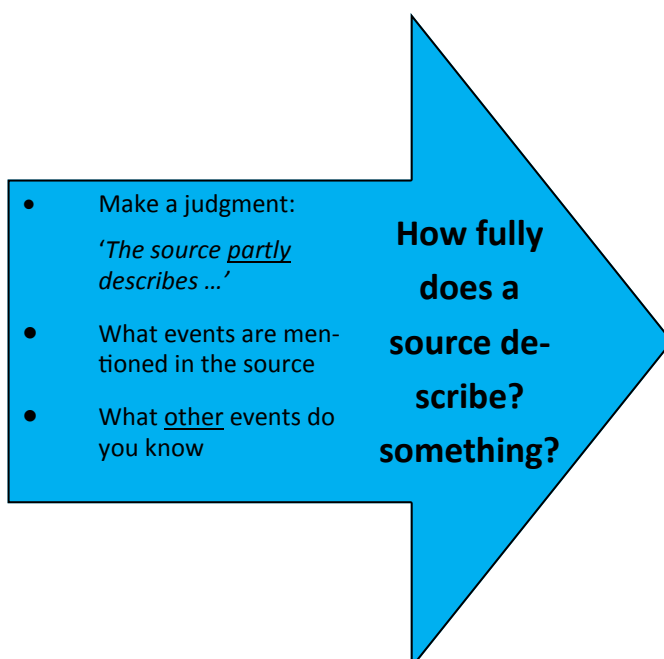 • Make a judgment:
‘The source partly
describes …’
• What events are men-
tioned in the source
• What other events do
you know
How fully
does a
source de-
scribe?
something?